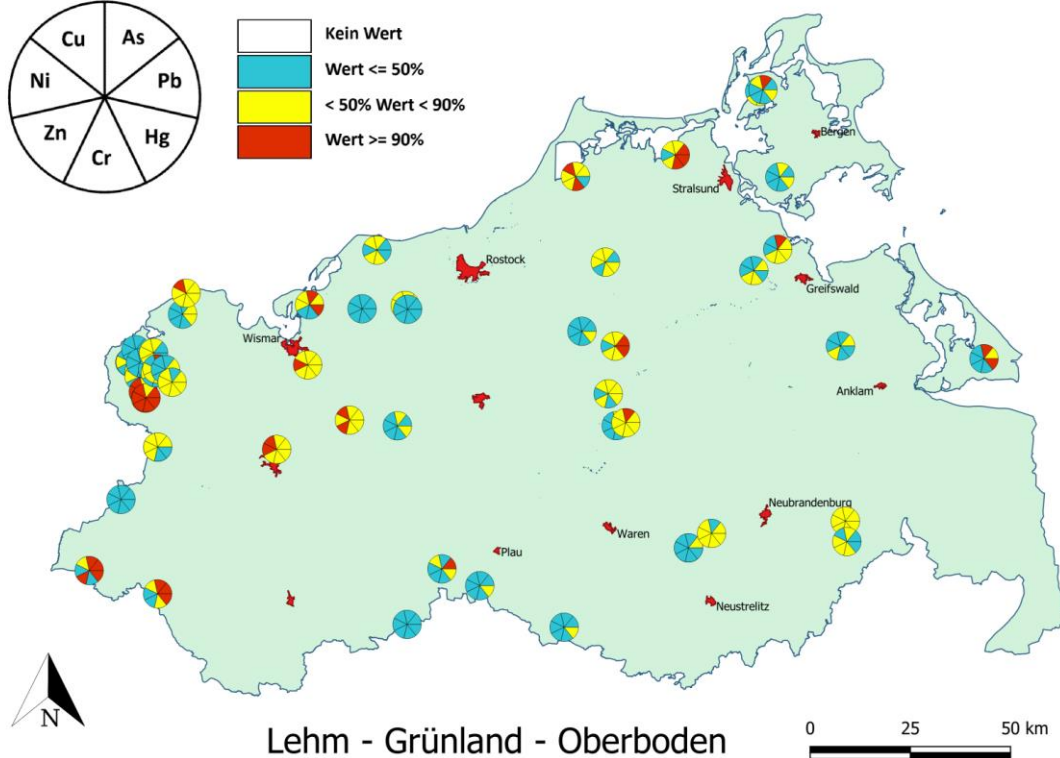 Cu
As
Ni
Pb
Zn
Cr
Hg
Kein Wert
Wert <= 50%
< 50% Wert < 90%
Wert >= 90%
Bergen
Stralsund
Rostock
Greifswald
Wismar
Anklam
Neubrandenburg
Waren
Plau
Neustrelitz
N
Lehm - Grünland - Oberboden
0 25 50 km